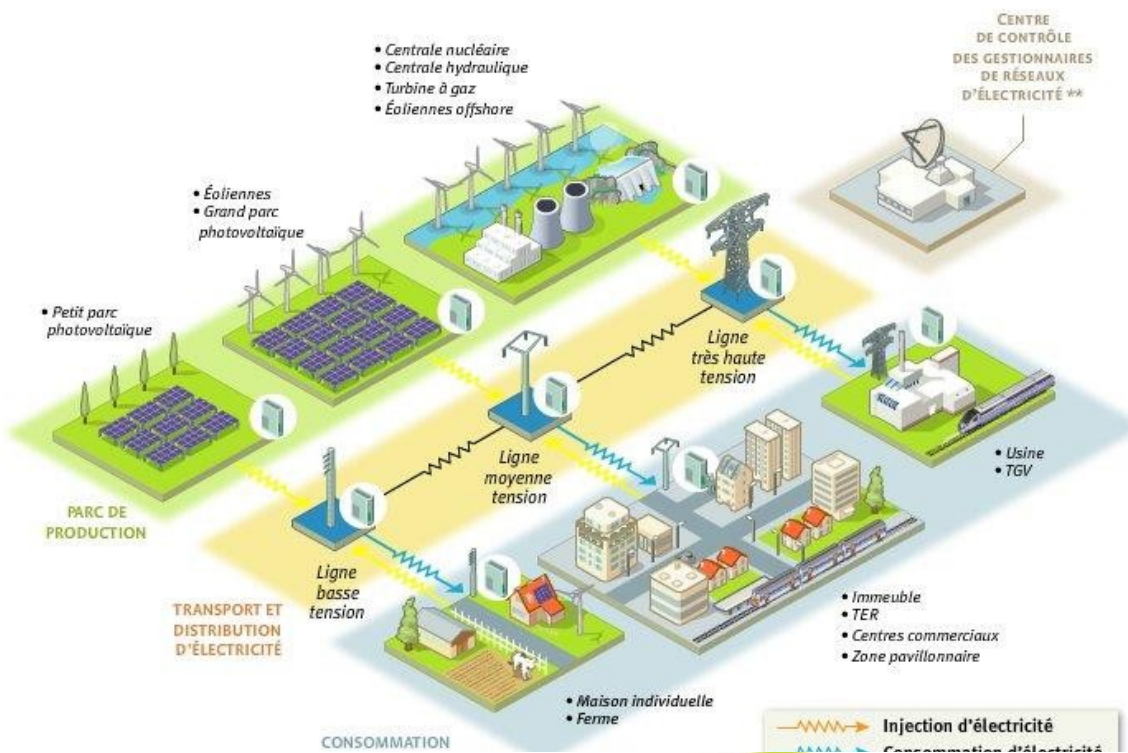 CENTRE
DE CONTRÔLE
DES GESTIONNAIRES
DE RÉSEAUX
D'ÉLECTRICITÉ **
• Centrale nucléaire
• Centrale hydraulique
• Turbine à gaz
• Éoliennes offshore
• Éoliennes
• Grand parc
photovoltaïque
• Petit parc
photovoltaïque
Ligne
très haute
tension
Ligne
moyenne
tension
Ligne
basse
tension
PARC DE
PRODUCTION
TRANSPORT ET
DISTRIBUTION
D'ÉLECTRICITÉ
• Usine
• TGV
• Immeuble
• TER
• Centres commerciaux
• Zone pavillonnaire
• Maison individuelle
• Ferme
CONSOMMATION
Injection d'électricité
Consommation d'électricité